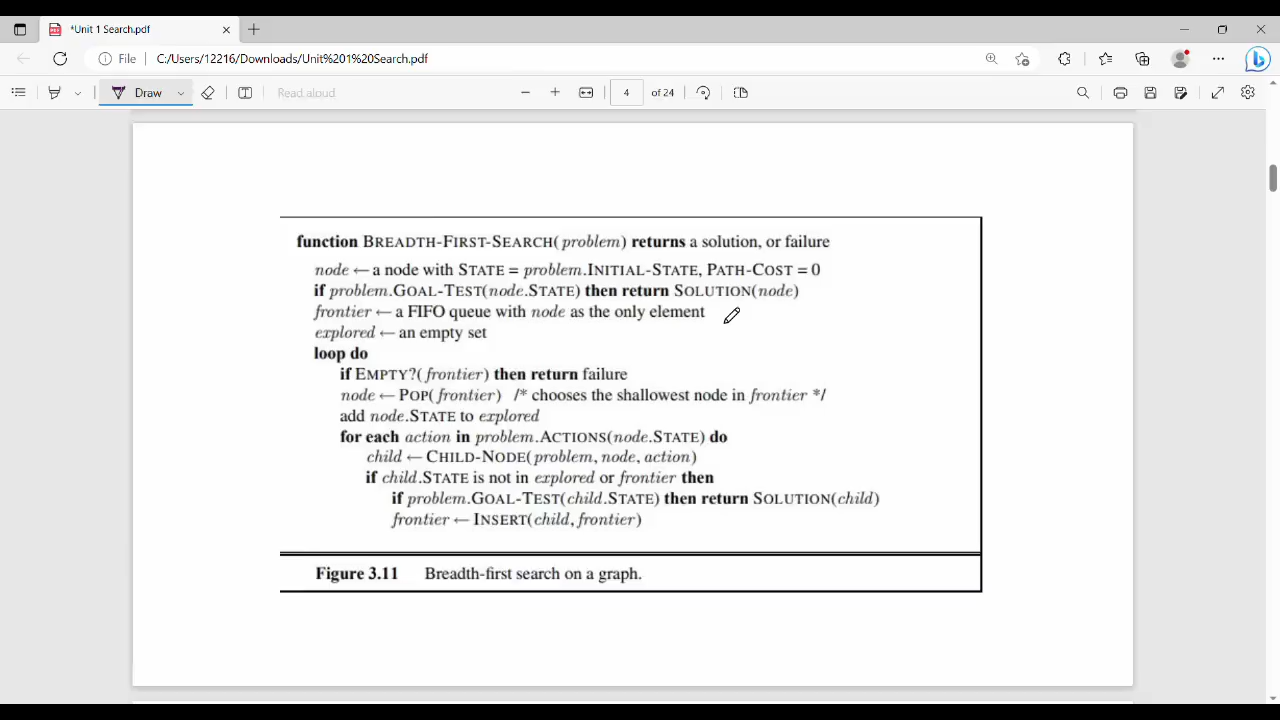 *Unit 1 Search.pdf
File
C:/Users/12216/Downloads/Unit%201%20Search.pdf
Draw
Read aloud
4 of 24
function BREADTH-FIRST-SEARCH(problem) returns a solution, or failure
node ← a node with STATE = problem.INITIAL-STATE, PATH-COST = 0
if problem.GOAL-TEST(node.STATE) then return SOLUTION(node)
frontier ← a FIFO queue with node as the only element
explored ← an empty set
loop do
if EMPTY?(frontier) then return failure
node ← POP(frontier) /* chooses the shallowest node in frontier */
add node.STATE to explored
for each action in problem.ACTIONS(node.STATE) do
child ← CHILD-NODE(problem, node, action)
if child.STATE is not in explored or frontier then
if problem.GOAL-TEST(child.STATE) then return SOLUTION(child)
frontier ← INSERT(child, frontier)
Figure 3.11 Breadth-first search on a graph.